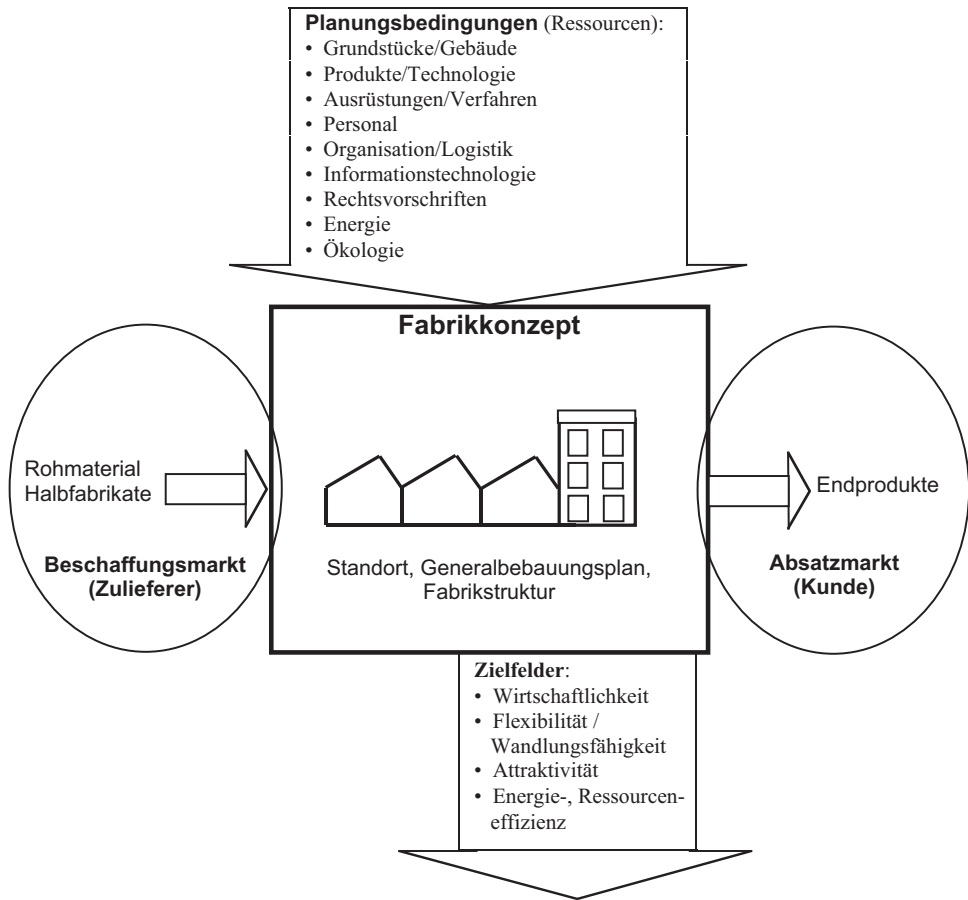 Planungsbedingungen (Ressourcen):
• Grundstücke/Gebäude
• Produkte/Technologie
• Ausrüstungen/Verfahren
• Personal
• Organisation/Logistik
• Informationstechnologie
• Rechtsvorschriften
• Energie
• Ökologie
Fabrikkonzept
Rohmaterial
Halbfabrikate
Beschaffungsmarkt
(Zulieferer)
Standort, Generalbebauungsplan,
Fabrikstruktur
Endprodukte
Absatzmarkt
(Kunde)
Zielfelder:
• Wirtschaftlichkeit
• Flexibilität /
Wandlungsfähigkeit
• Attraktivität
• Energie-, Ressourcen-
effizienz